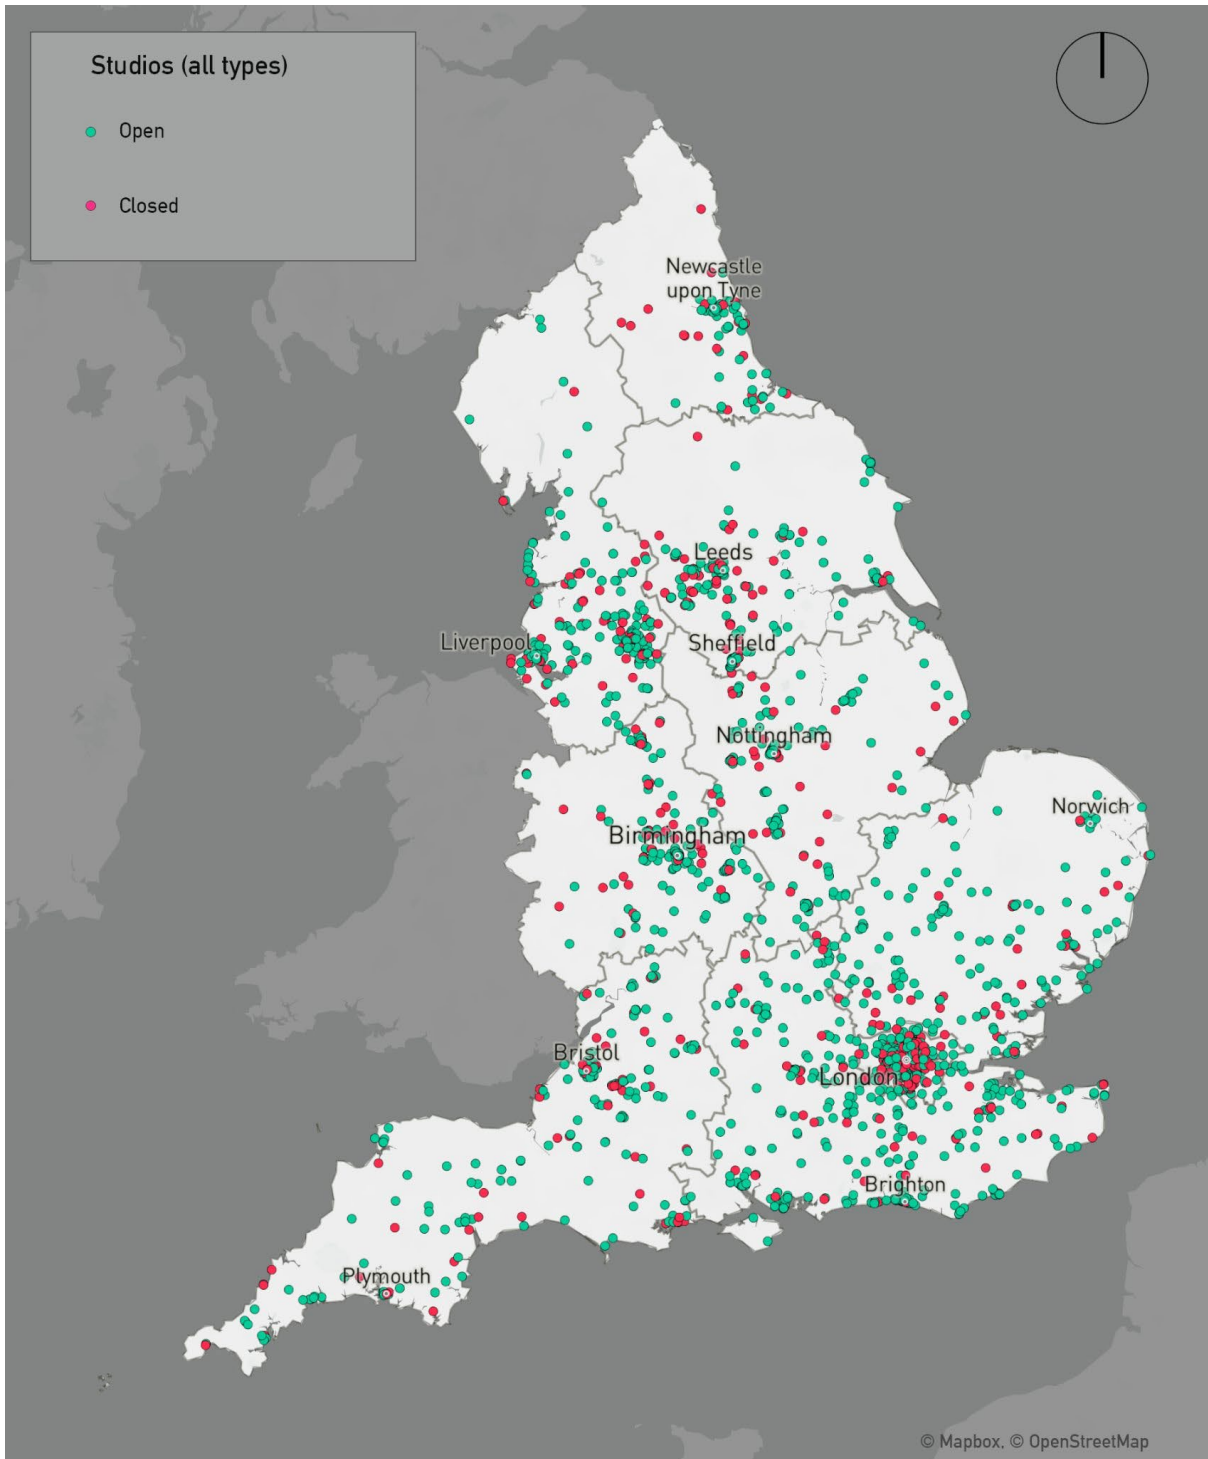 Studios (all types)
Open
Closed
Newcastle
upon Tyne
Leeds
Liverpool
Sheffield
Nottingham
Norwich
Birmingham
Bristol
London
Brighton
Plymouth
© Mapbox, © OpenStreetMap